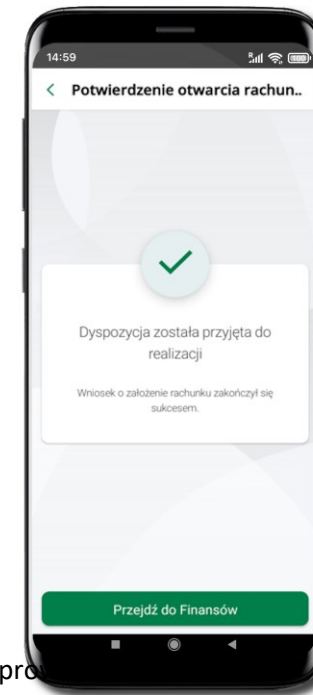 14:59
Potwierdzenie otwarcia rachun..
Dyspozycja została przyjęta do
realizacji
Wniosek o założenie rachunku zakończył się
sukcesem.
Przejdź do Finansów